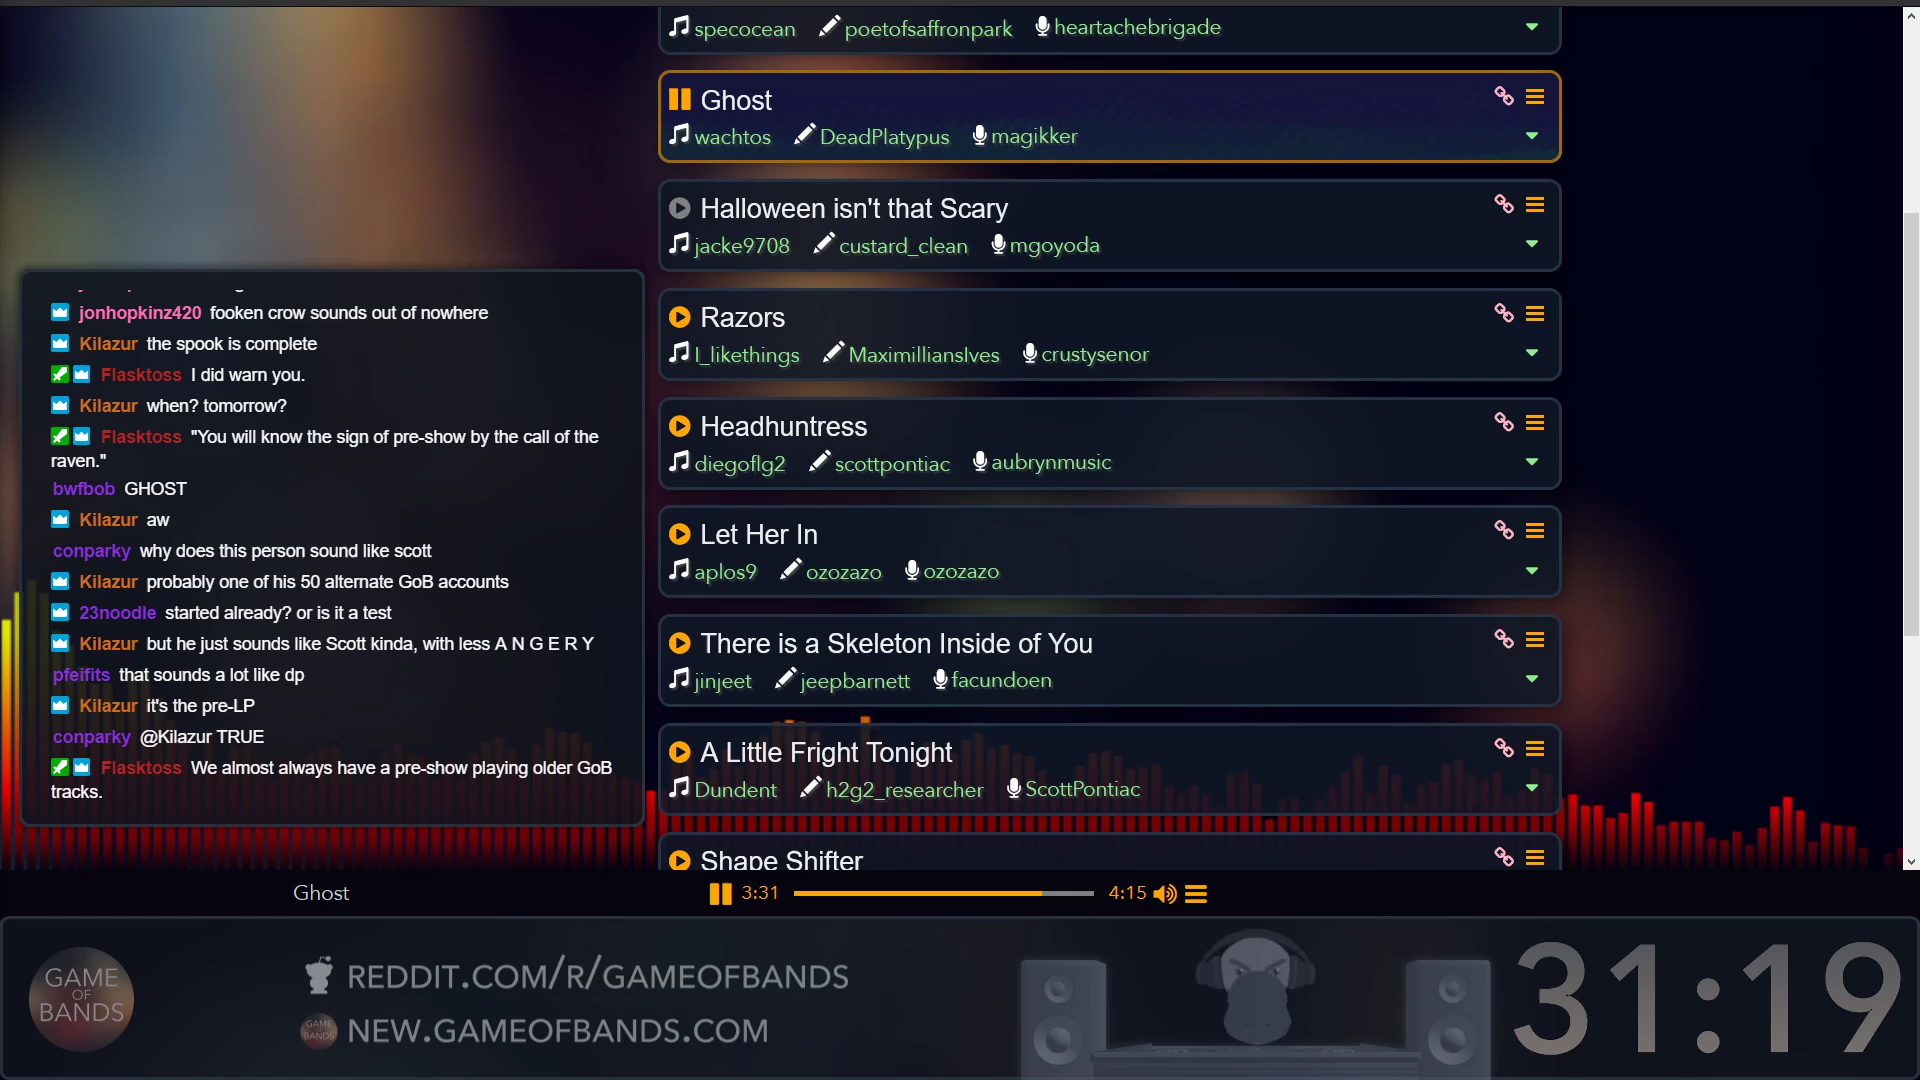 specocean poetofsaffronpark heartachebrigade
Ghost
wachtos DeadPlatypus magikker
Halloween isn't that Scary
jacke9708 custard_clean mgoyoda
Razors
I_likethings MaximilliansIves crustysenor
Headhuntress
diegoflg2 scottpontiac aubrynmusic
Let Her In
aplos9 ozozazo ozozazo
There is a Skeleton Inside of You
jinjeet jeepbarnett facundoen
A Little Fright Tonight
Dundent h2g2_researcher ScottPontiac
Shape Shifter
jonhopkinz420 fooken crow sounds out of nowhere
Kilazur the spook is complete
Flasktoss I did warn you.
Kilazur when? tomorrow?
Flasktoss "You will know the sign of pre-show by the call of the
raven."
bwfbob GHOST
Kilazur aw
conparky why does this person sound like scott
Kilazur probably one of his 50 alternate GoB accounts
23noodle started already? or is it a test
Kilazur but he just sounds like Scott kinda, with less A N G E R Y
pfeifits that sounds a lot like dp
Kilazur it's the pre-LP
conparky @Kilazur TRUE
Flasktoss We almost always have a pre-show playing older GoB
tracks.
Ghost
3:31 4:15
GAME
OF
BANDS
REDDIT.COM/R/GAMEOFBANDS
GAME
OF
BANDS
NEW.GAMEOFBANDS.COM
31:19